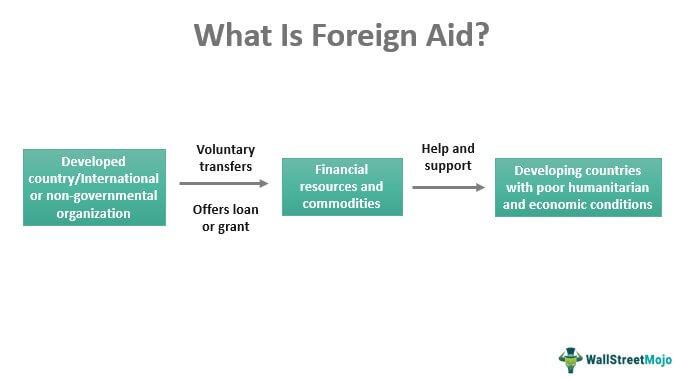 What Is Foreign Aid?
Developed
country/International
or non-governmental
organization
Voluntary
transfers
Offers loan
or grant
Financial
resources and
commodities
Help and
support
Developing countries
with poor humanitarian
and economic conditions
WallStreetMojo